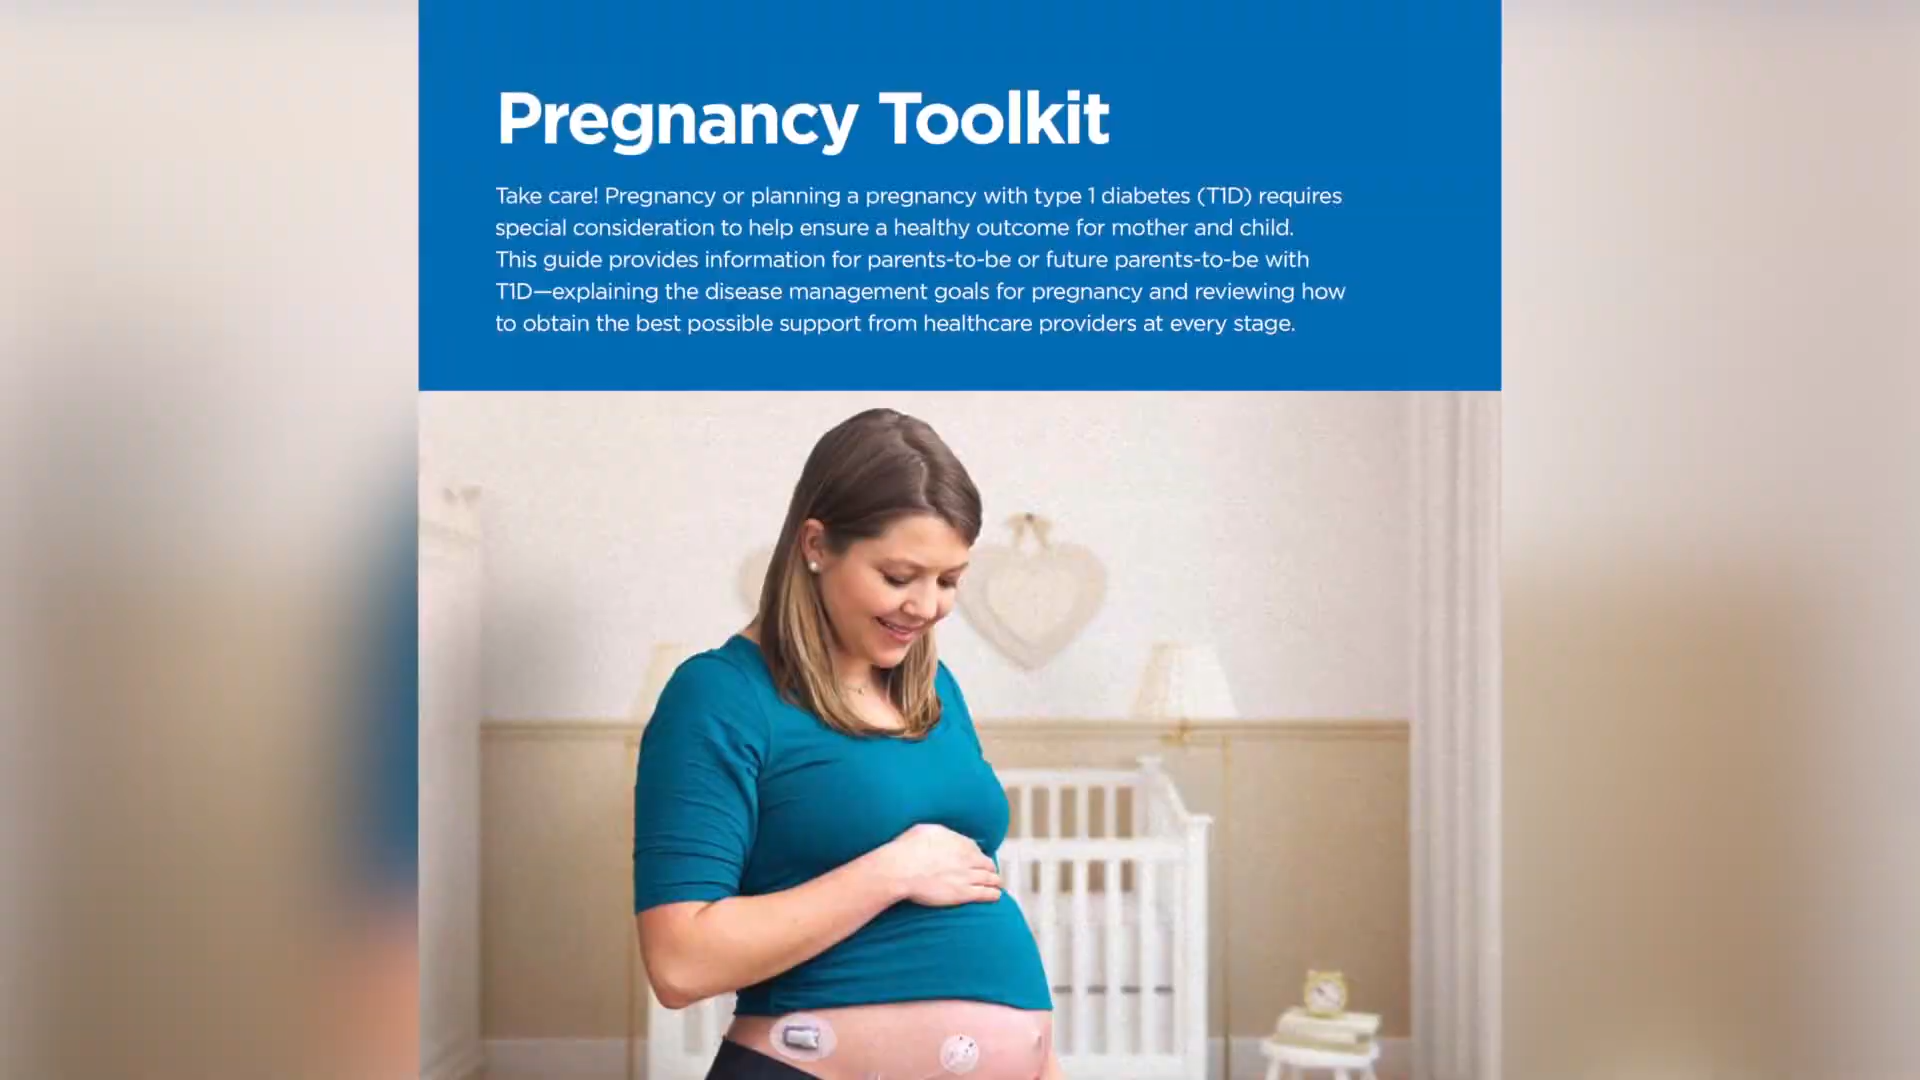 Pregnancy Toolkit
Take care! Pregnancy or planning a pregnancy with type 1 diabetes (T1D) requires
special consideration to help ensure a healthy outcome for mother and child.
This guide provides information for parents-to-be or future parents-to-be with
T1D—explaining the disease management goals for pregnancy and reviewing how
to obtain the best possible support from healthcare providers at every stage.